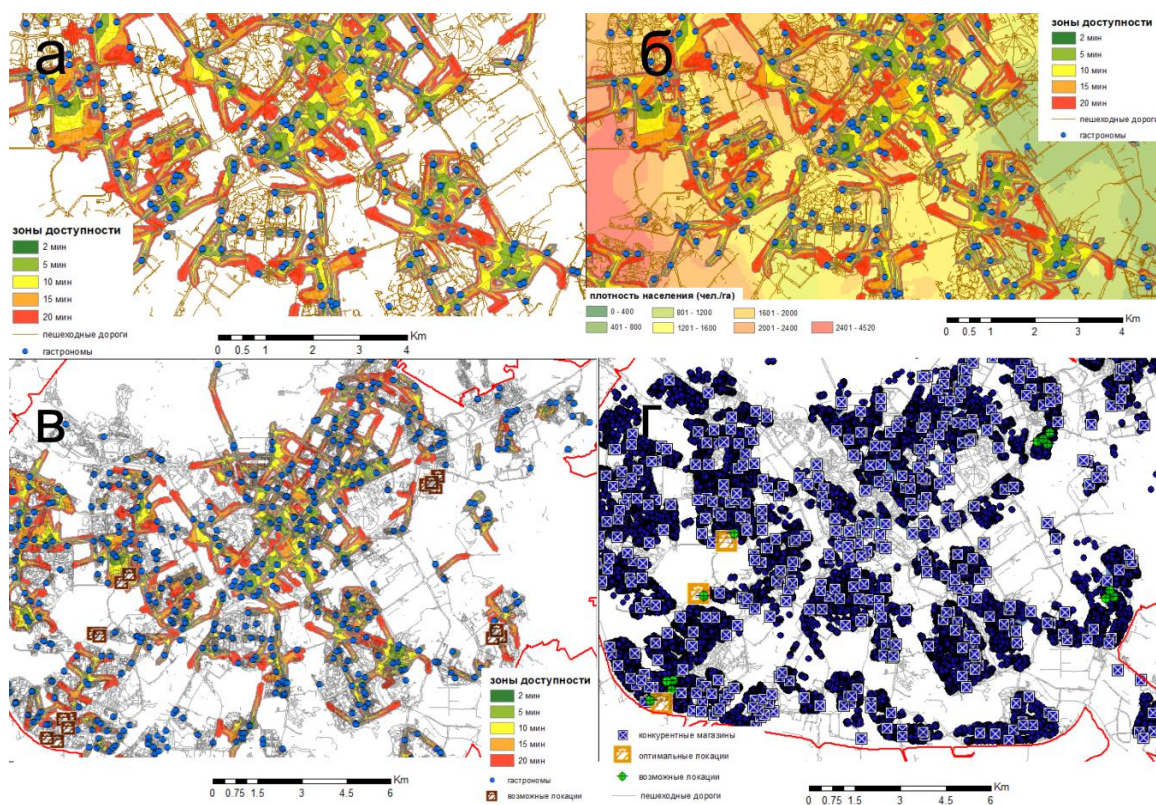 а
зоны доступности
2 мин
5 мин
10 мин
15 мин
20 мин
пешеходные дороги
гастрономы
Km
0 0.5 1 2 3 4
б
зоны доступности
2 мин
5 мин
10 мин
15 мин
20 мин
пешеходные дороги
гастрономы
плотность населения (чел./га)
0 - 400
801 - 1200
1601 - 2000
401 - 800
1201 - 1600
2001 - 2400
2401 - 4520
Km
0 0.5 1 2 3 4
в
зоны доступности
2 мин
5 мин
10 мин
15 мин
20 мин
гастрономы
возможные локации
Km
0 0.75 1.5 3 4.5 6
г
конкурентные магазины
оптимальные локации
возможные локации
пешеходные дороги
Km
0 0.75 1.5 3 4.5 6